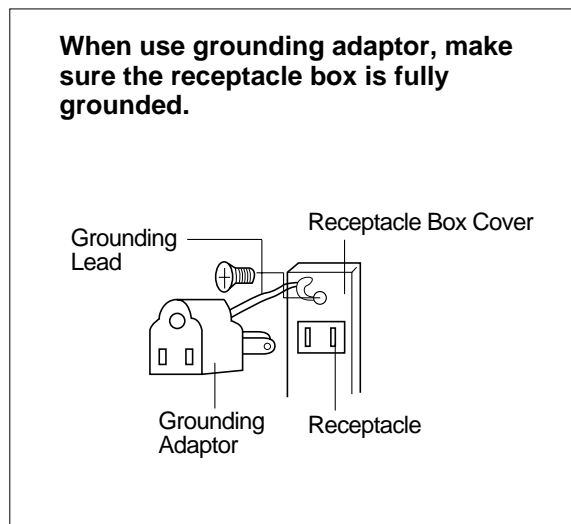 When use grounding adaptor, make
sure the receptacle box is fully
grounded.
Grounding
Lead
Receptacle Box Cover
Grounding
Adaptor
Receptacle